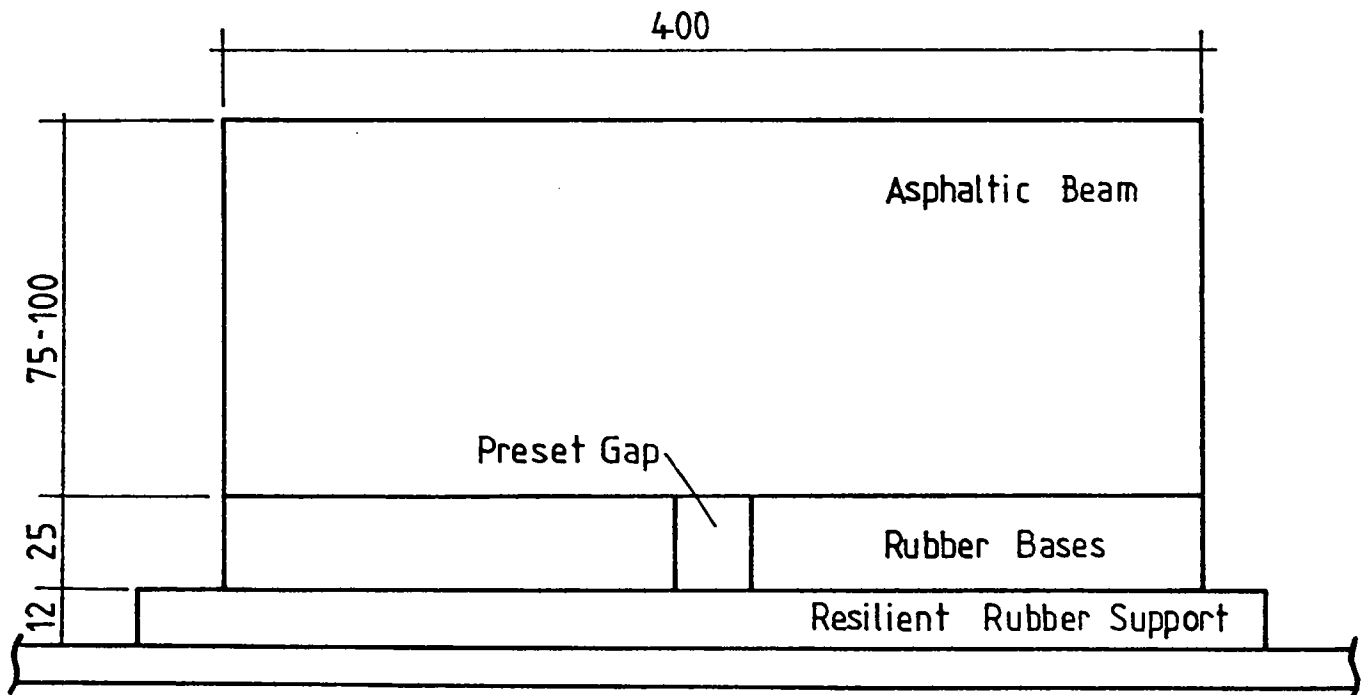 400
Asphaltic Beam
75-100
Preset Gap
25
Rubber Bases
12
Resilient Rubber Support